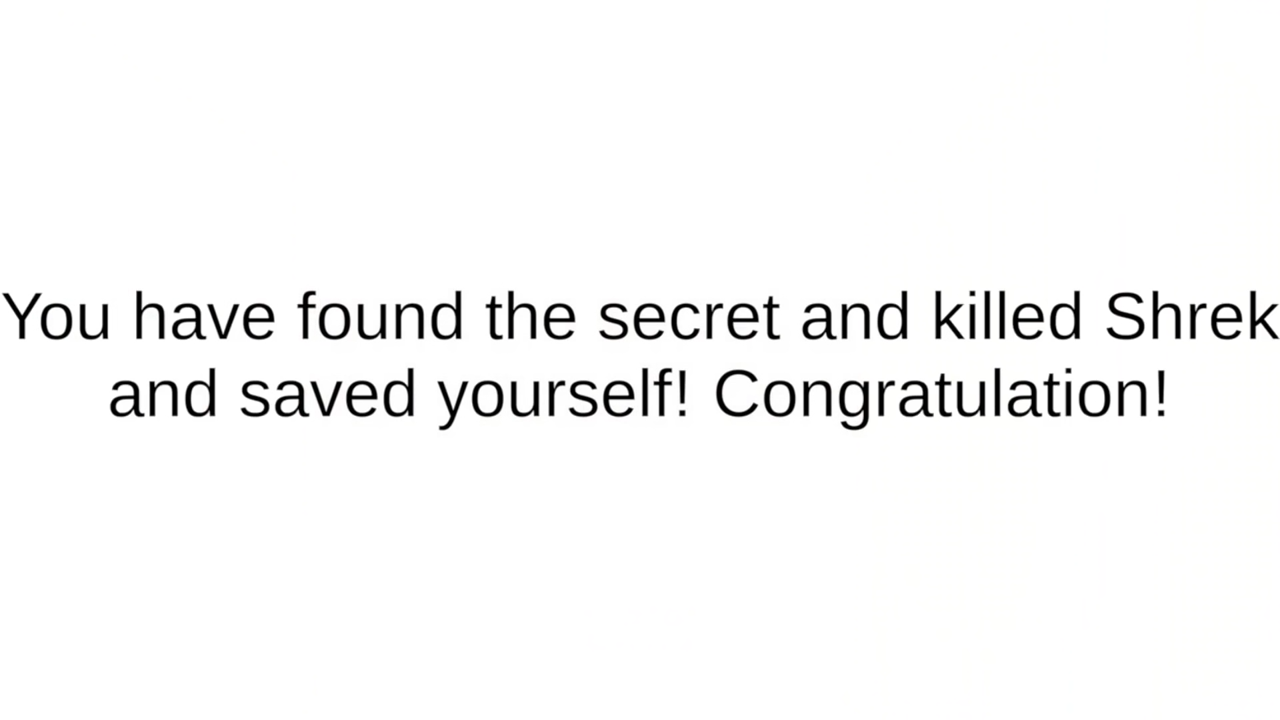 You have found the secret and killed Shrek
and saved yourself! Congratulation!